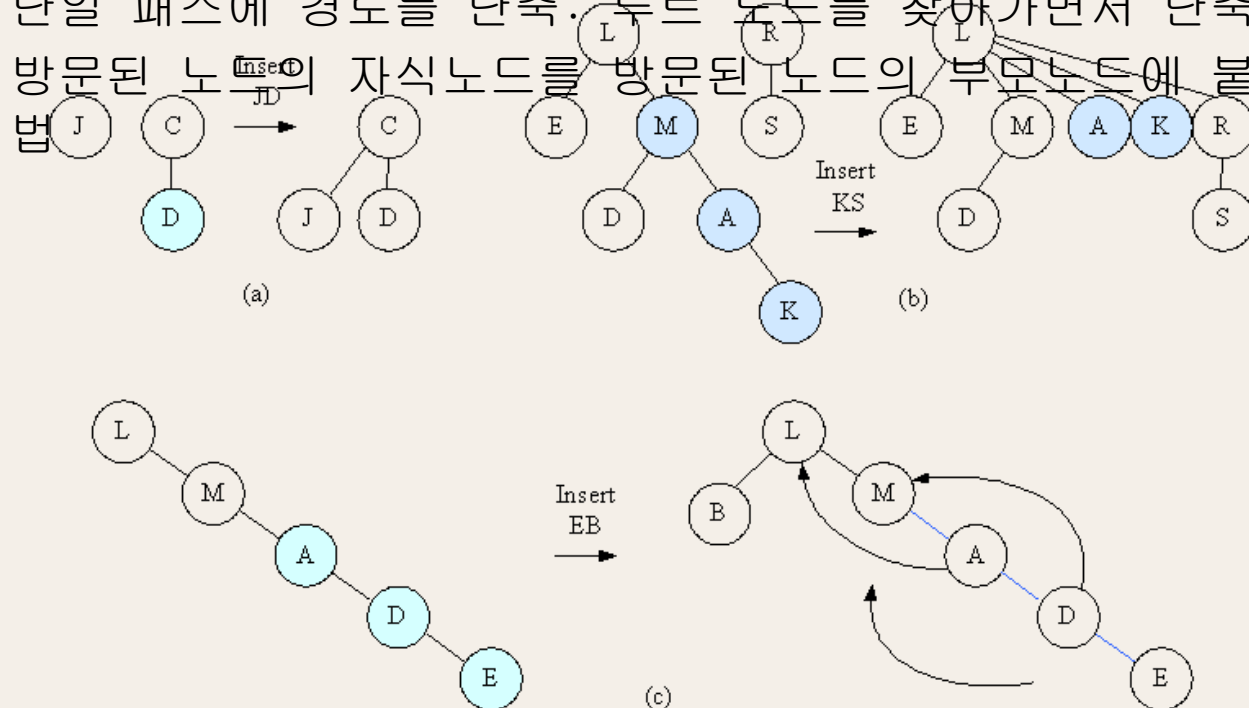 단일 패스에 경로를 단축. 루트 노드를 찾아가면서 단축
방문된 노드의 자식노드를 방문된 노드의 부모노드에 붙
법
Insert
JD
J C C
D J D
(a)
L R L
E M S E M A K R
Insert
KS
D A D S
K
(b)
L
M
A
D
E
Insert
EB
L
B M
A
D
E
(c)